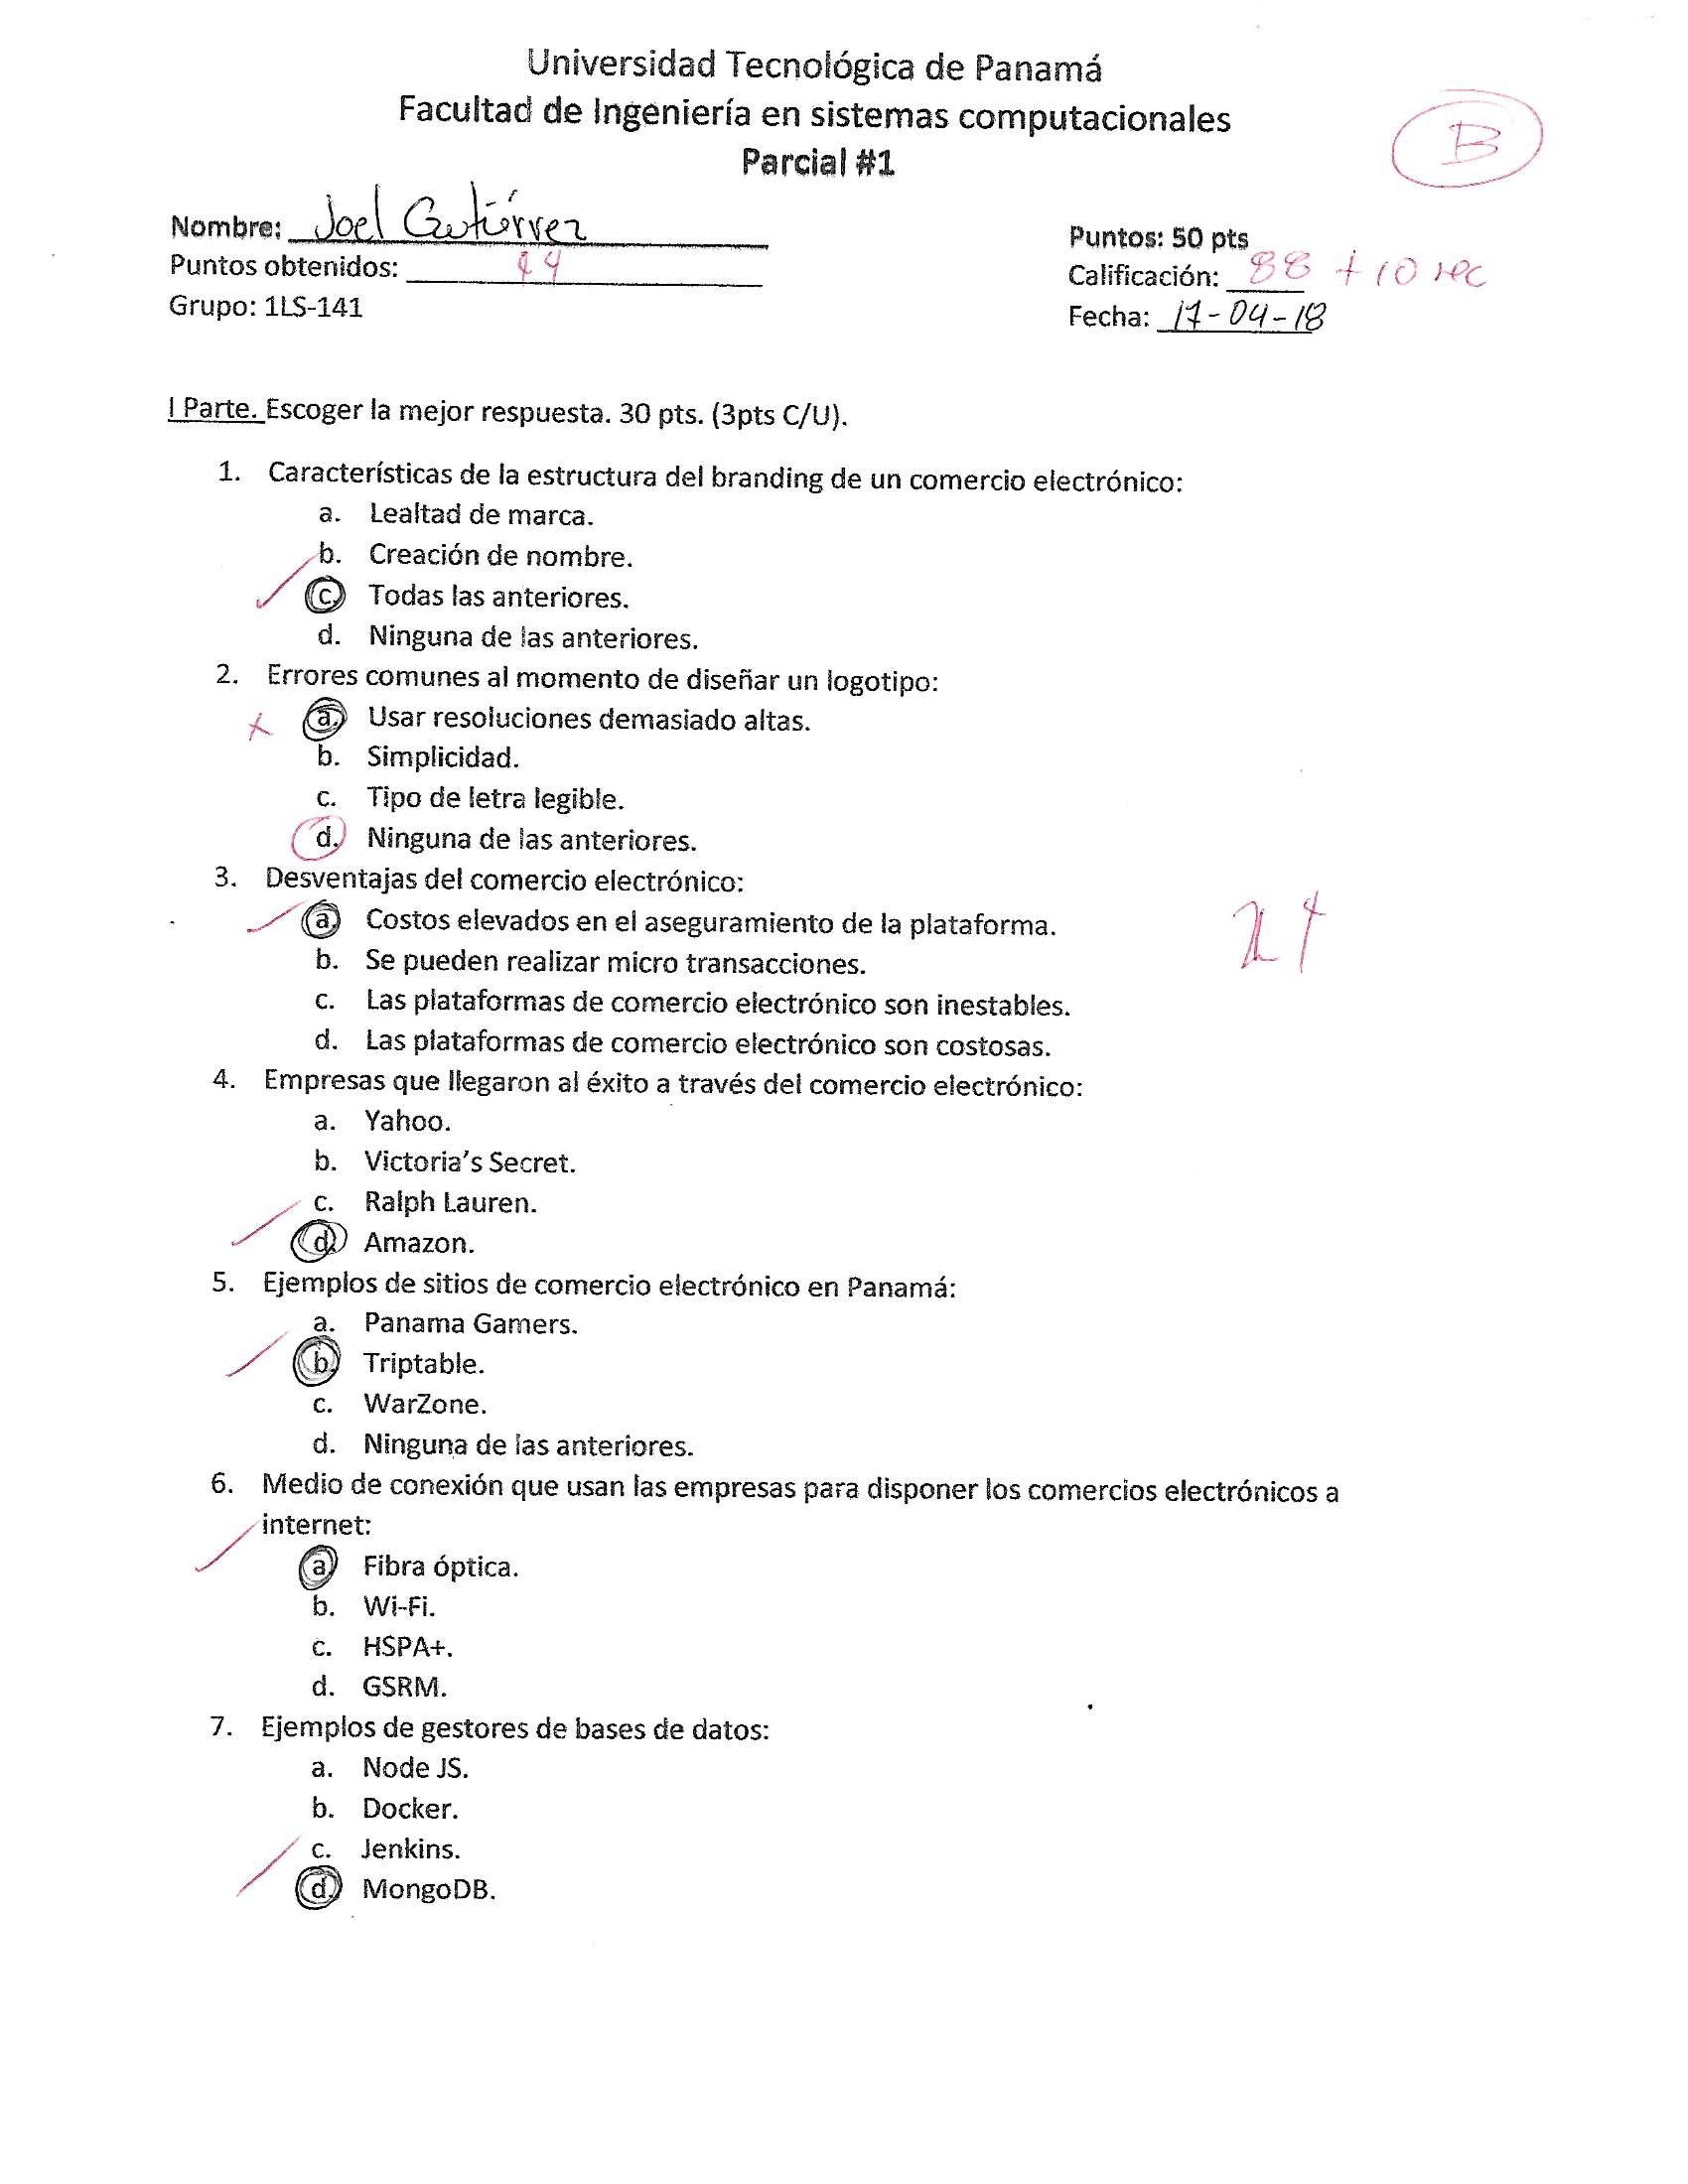 Universidad Tecnológica de Panamá
Facultad de Ingeniería en sistemas computacionales
Parcial #1
B
Nombre: Joel Gutiérrez
Puntos: 50 pts
Puntos obtenidos: 44
Calificación: 88 + 10 rec
Grupo: 1LS-141
Fecha: 17-04-18
I Parte. Escoger la mejor respuesta. 30 pts. (3pts C/U).
1. Características de la estructura del branding de un comercio electrónico:
a. Lealtad de marca.
b. Creación de nombre.
c. Todas las anteriores.
d. Ninguna de las anteriores.
2. Errores comunes al momento de diseñar un logotipo:
a. Usar resoluciones demasiado altas.
b. Simplicidad.
c. Tipo de letra legible.
d. Ninguna de las anteriores.
3. Desventajas del comercio electrónico:
a. Costos elevados en el aseguramiento de la plataforma.
24
b. Se pueden realizar micro transacciones.
c. Las plataformas de comercio electrónico son inestables.
d. Las plataformas de comercio electrónico son costosas.
4. Empresas que llegaron al éxito a través del comercio electrónico:
a. Yahoo.
b. Victoria's Secret.
c. Ralph Lauren.
d. Amazon.
5. Ejemplos de sitios de comercio electrónico en Panamá:
a. Panama Gamers.
b. Triptable.
c. WarZone.
d. Ninguna de las anteriores.
6. Medio de conexión que usan las empresas para disponer los comercios electrónicos a
internet:
a. Fibra óptica.
b. Wi-Fi.
c. HSPA+.
d. GSRM.
7. Ejemplos de gestores de bases de datos:
a. Node JS.
b. Docker.
c. Jenkins.
d. MongoDB.